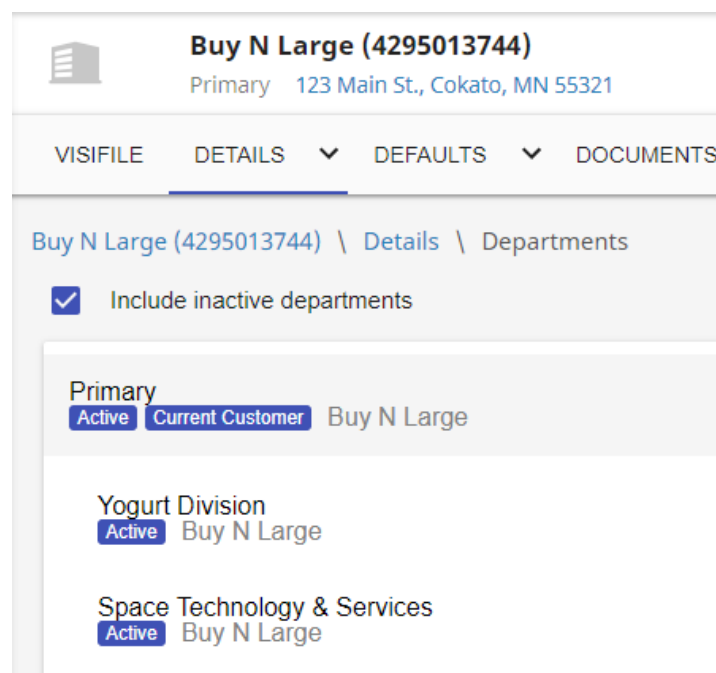 Buy N Large (4295013744)
Primary 123 Main St., Cokato, MN 55321
VISIFILE DETAILS DEFAULTS DOCUMENTS
Buy N Large (4295013744) \ Details \ Departments
Include inactive departments
Primary
Active Current Customer Buy N Large
Yogurt Division
Active Buy N Large
Space Technology & Services
Active Buy N Large